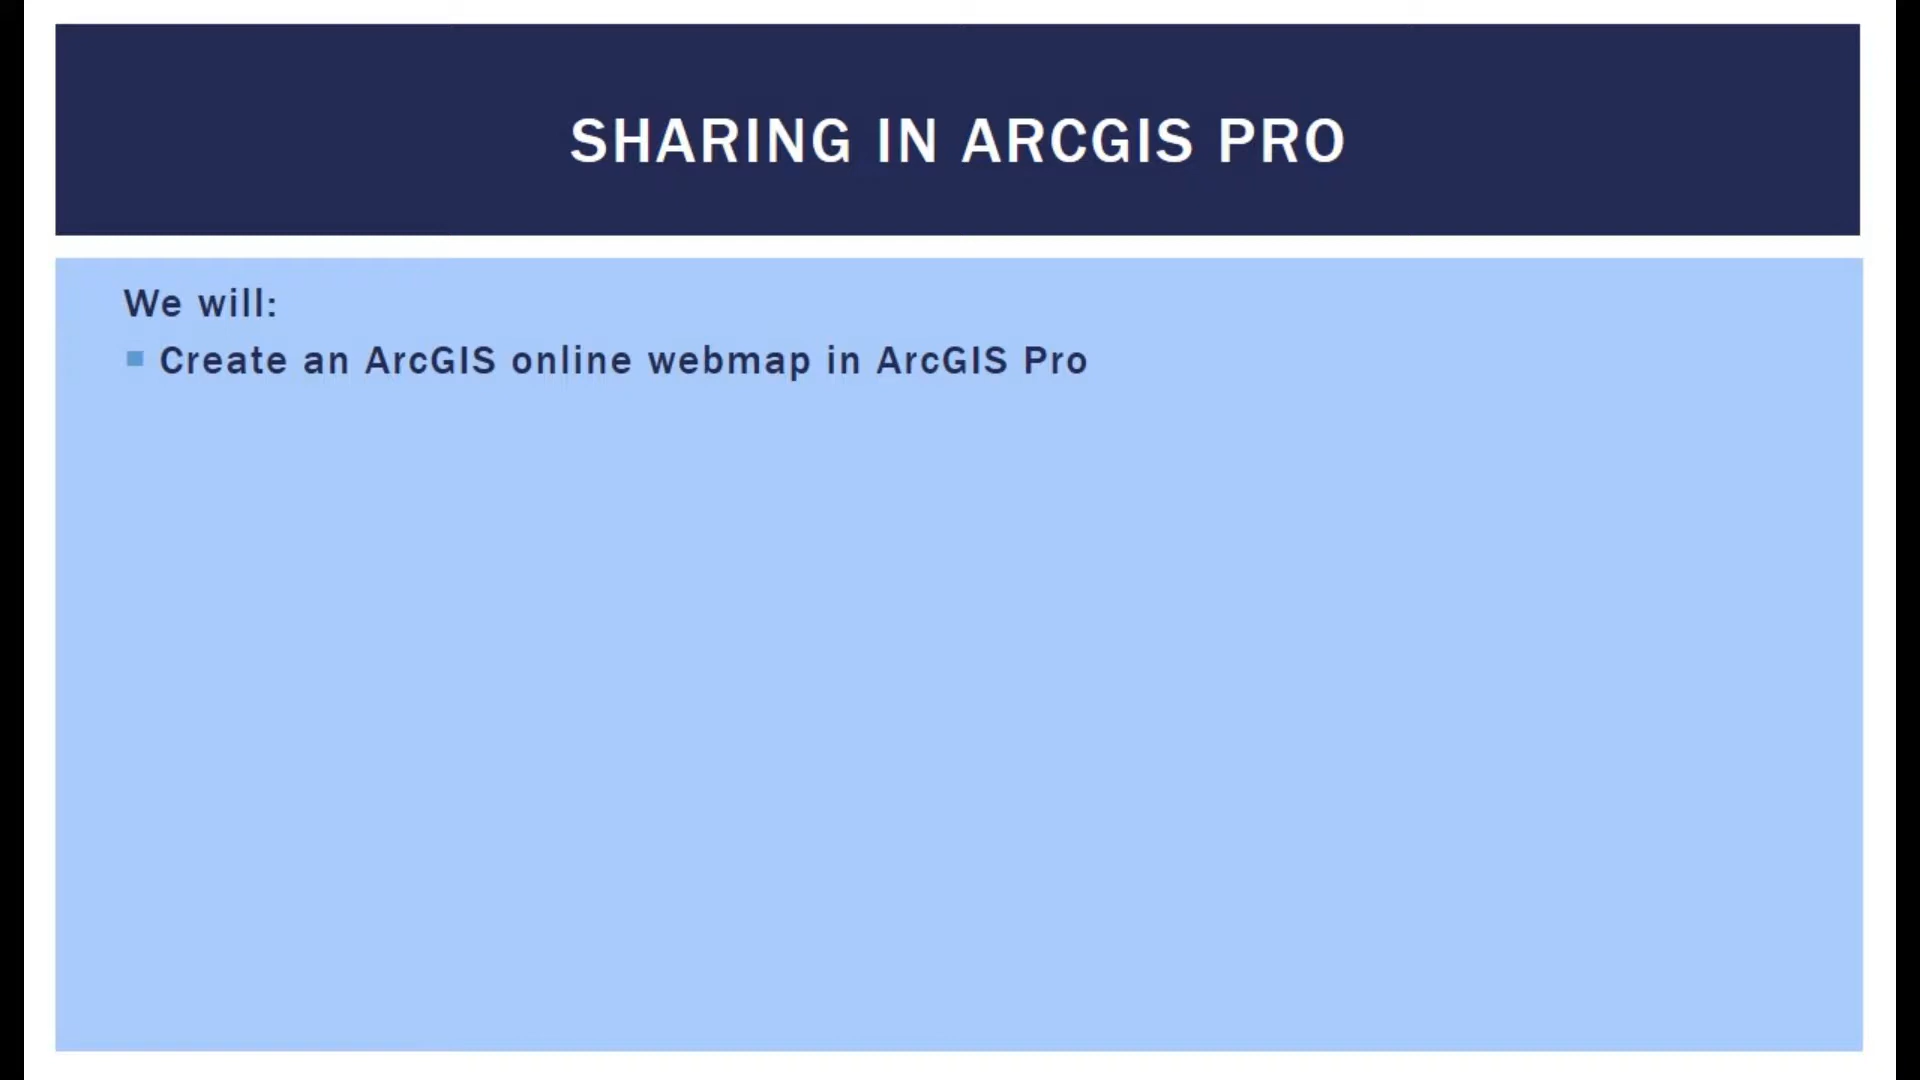 SHARING IN ARCGIS PRO
We will:
Create an ArcGIS online webmap in ArcGIS Pro